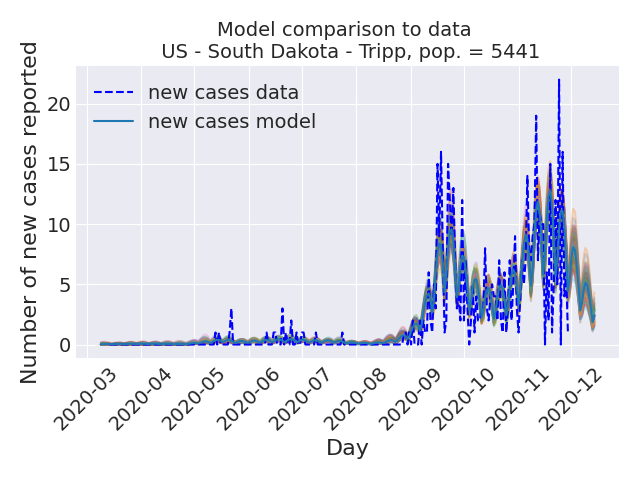 Model comparison to data
US - South Dakota - Tripp, pop. = 5441
Number of new cases reported
20
15
10
5
0
new cases data
new cases model
2020-03
2020-04
2020-05
2020-06
2020-07
2020-08
2020-09
2020-10
2020-11
2020-12
Day